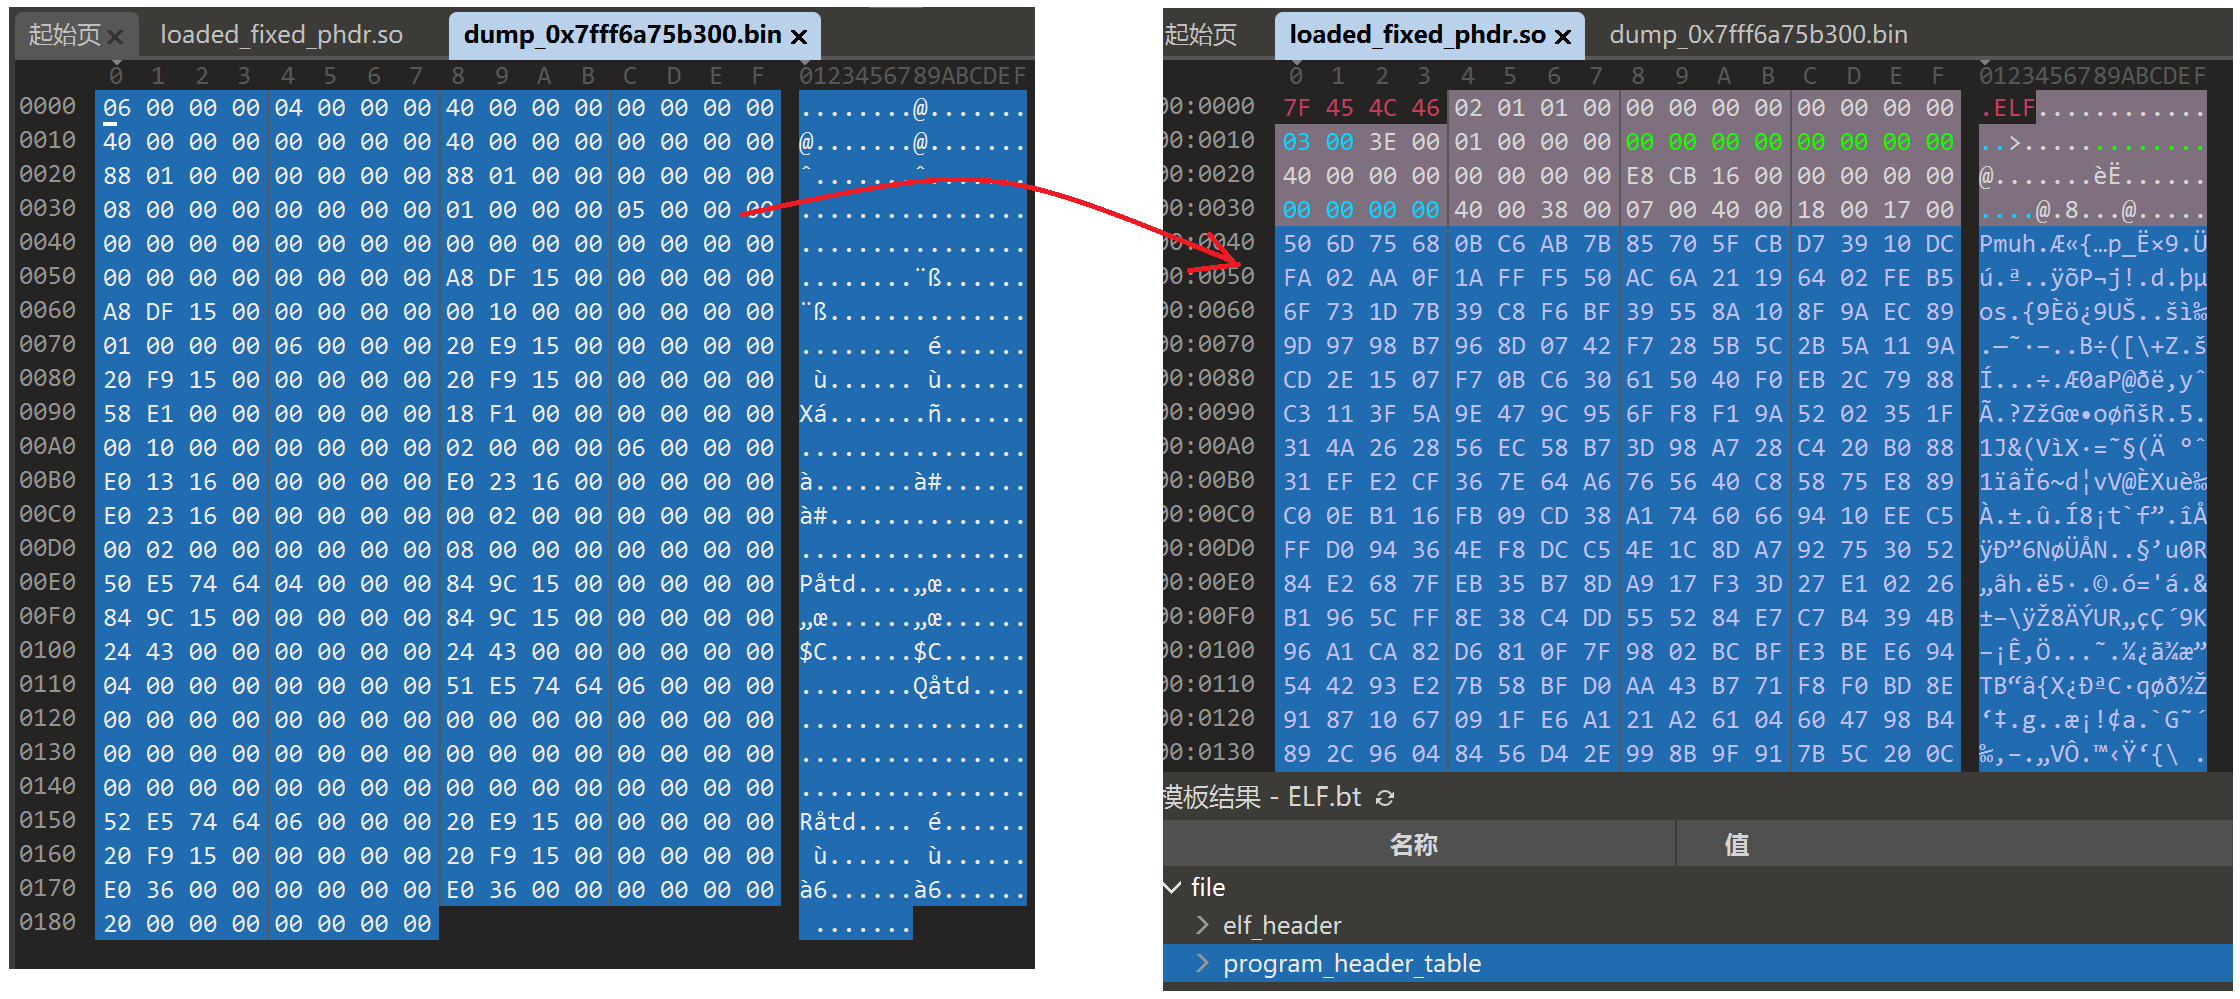 起始页 × loaded_fixed_phdr.so dump_0x7fff6a75b300.bin ×
0 1 2 3 4 5 6 7 8 9 A B C D E F 0123456789ABCDEF
0000 06 00 00 00 04 00 00 00 40 00 00 00 00 00 00 00 ........@.......
0010 40 00 00 00 00 00 00 00 40 00 00 00 00 00 00 00 @.......@.......
0020 88 01 00 00 00 00 00 00 88 01 00 00 00 00 00 00 ˆ.......ˆ.......
0030 08 00 00 00 00 00 00 00 01 00 00 00 05 00 00 00 ................
0040 00 00 00 00 00 00 00 00 00 00 00 00 00 00 00 00 ................
0050 00 00 00 00 00 00 00 00 A8 DF 15 00 00 00 00 00 ........¨ß......
0060 A8 DF 15 00 00 00 00 00 00 10 00 00 00 00 00 00 ¨ß..............
0070 01 00 00 00 06 00 00 00 20 E9 15 00 00 00 00 00 ........ é......
0080 20 F9 15 00 00 00 00 00 20 F9 15 00 00 00 00 00  ù...... ù......
0090 58 E1 00 00 00 00 00 00 18 F1 00 00 00 00 00 00 Xá.......ñ......
00A0 00 10 00 00 00 00 00 00 02 00 00 00 06 00 00 00 ................
00B0 E0 13 16 00 00 00 00 00 E0 23 16 00 00 00 00 00 à.......à#......
00C0 E0 23 16 00 00 00 00 00 00 02 00 00 00 00 00 00 à#..............
00D0 00 02 00 00 00 00 00 00 08 00 00 00 00 00 00 00 ................
00E0 50 E5 74 64 04 00 00 00 84 9C 15 00 00 00 00 00 Påtd....„œ......
00F0 84 9C 15 00 00 00 00 00 84 9C 15 00 00 00 00 00 „œ......„œ......
0100 24 43 00 00 00 00 00 00 24 43 00 00 00 00 00 00 $C......$C......
0110 04 00 00 00 00 00 00 00 51 E5 74 64 06 00 00 00 ........Qåtd....
0120 00 00 00 00 00 00 00 00 00 00 00 00 00 00 00 00 ................
0130 00 00 00 00 00 00 00 00 00 00 00 00 00 00 00 00 ................
0140 00 00 00 00 00 00 00 00 00 00 00 00 00 00 00 00 ................
0150 52 E5 74 64 06 00 00 00 20 E9 15 00 00 00 00 00 Råtd.... é......
0160 20 F9 15 00 00 00 00 00 20 F9 15 00 00 00 00 00  ù...... ù......
0170 E0 36 00 00 00 00 00 00 E0 36 00 00 00 00 00 00 à6......à6......
0180 20 00 00 00 00 00 00 00  .......
起始页 loaded_fixed_phdr.so × dump_0x7fff6a75b300.bin
0 1 2 3 4 5 6 7 8 9 A B C D E F 0123456789ABCDEF
00:0000 7F 45 4C 46 02 01 01 00 00 00 00 00 00 00 00 00 .ELF............
00:0010 03 00 3E 00 01 00 00 00 00 00 00 00 00 00 00 00 ..>.............
00:0020 40 00 00 00 00 00 00 00 E8 CB 16 00 00 00 00 00 @.......èË......
00:0030 00 00 00 00 40 00 38 00 07 00 40 00 18 00 17 00 ....@.8...@.....
00:0040 50 6D 75 68 0B C6 AB 7B 85 70 5F CB D7 39 10 DC Pmuh.Æ«{…p_Ë×9.Ü
00:0050 FA 02 AA 0F 1A FF F5 50 AC 6A 21 19 64 02 FE B5 ú.ª..ÿõP¬j!.d.þµ
00:0060 6F 73 1D 7B 39 C8 F6 BF 39 55 8A 10 8F 9A EC 89 os.{9Èö¿9UŠ..šì‰
00:0070 9D 97 98 B7 96 8D 07 42 F7 28 5B 5C 2B 5A 11 9A .—˜·–..B÷([\+Z.š
00:0080 CD 2E 15 07 F7 0B C6 30 61 50 40 F0 EB 2C 79 88 Í...÷.Æ0aP@ðë,yˆ
00:0090 C3 11 3F 5A 9E 47 9C 95 6F F8 F1 9A 52 02 35 1F Ã.?ZžGœ•oøñšR.5.
00:00A0 31 4A 26 28 56 EC 58 B7 3D 98 A7 28 C4 20 B0 88 1J&(VìX·=˜§(Ä °ˆ
00:00B0 31 EF E2 CF 36 7E 64 A6 76 56 40 C8 58 75 E8 89 1ïâÏ6~d¦vV@ÈXuè‰
00:00C0 C0 0E B1 16 FB 09 CD 38 A1 74 60 66 94 10 EE C5 À.±.û.Í8¡t`f”.îÅ
00:00D0 FF D0 94 36 4E F8 DC C5 4E 1C 8D A7 92 75 30 52 ÿÐ”6NøÜÅN..§’u0R
00:00E0 84 E2 68 7F EB 35 B7 8D A9 17 F3 3D 27 E1 02 26 „âh.ë5·.©.ó='á.&
00:00F0 B1 96 5C FF 8E 38 C4 DD 55 52 84 E7 C7 B4 39 4B ±–\ÿŽ8ÄÝUR„çÇ´9K
00:0100 96 A1 CA 82 D6 81 0F 7F 98 02 BC BF E3 BE E6 94 –¡Ê‚Ö...˜.¼¿ã¾æ”
00:0110 54 42 93 E2 7B 58 BF D0 AA 43 B7 71 F8 F0 BD 8E TB“â{X¿ÐªC·qøð½Ž
00:0120 91 87 10 67 09 1F E6 A1 21 A2 61 04 60 47 98 B4 ‘‡.g..æ¡!¢a.`G˜´
00:0130 89 2C 96 04 84 56 D4 2E 99 8B 9F 91 7B 5C 20 0C ‰,–.„VÔ.™‹Ÿ‘{\ .
模板结果 - ELF.bt
名称 值
file
elf_header
program_header_table